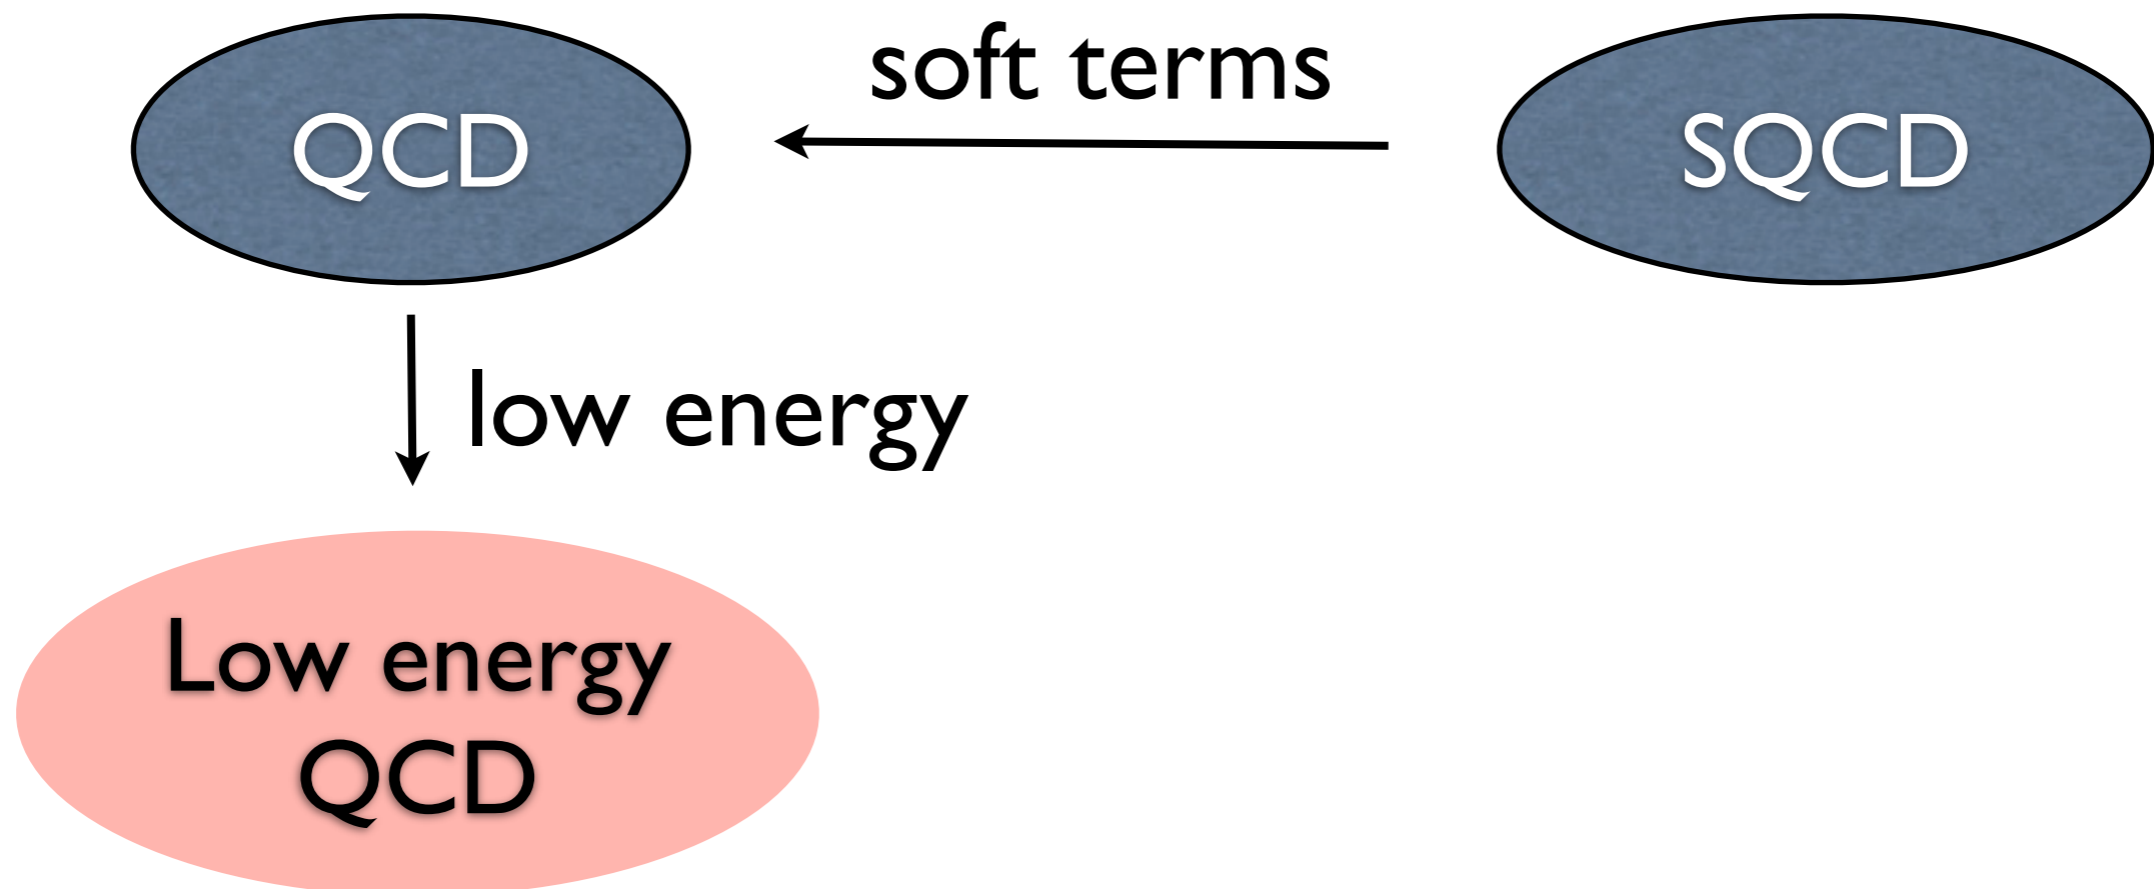 soft terms
QCD
SQCD
low energy
Low energy
QCD